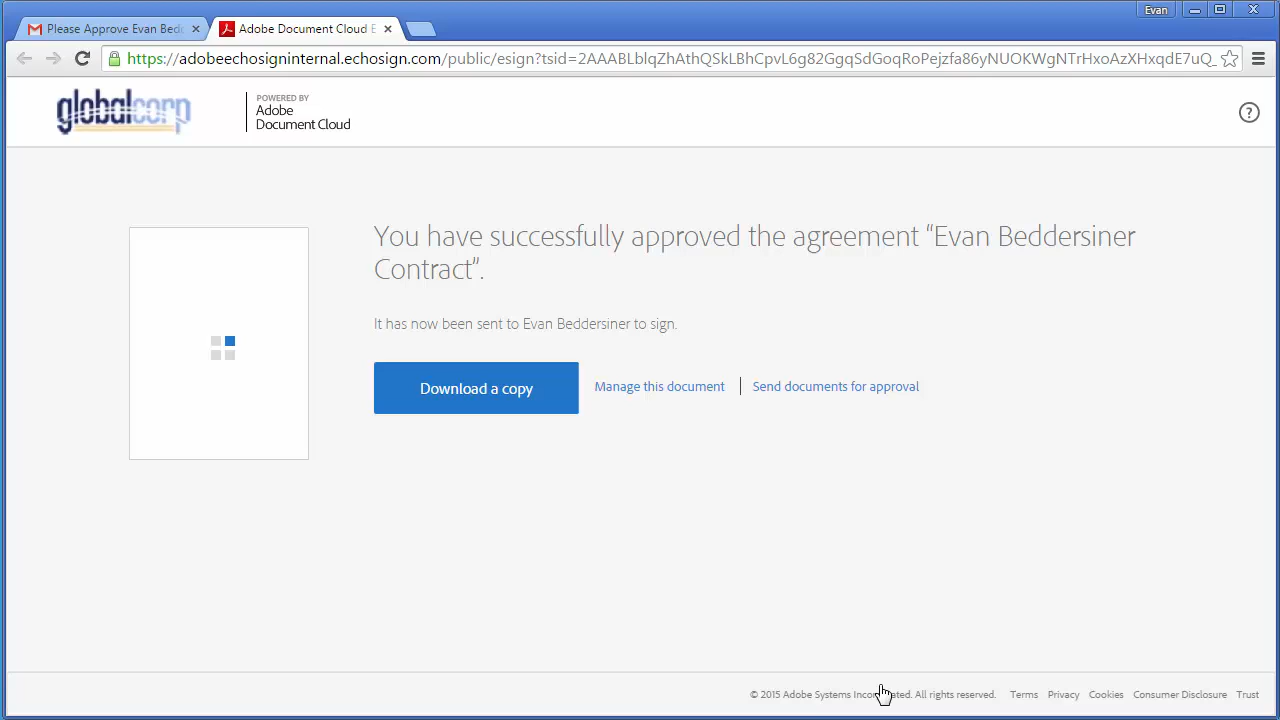 Evan
Please Approve Evan Bedd
Adobe Document Cloud E
https://adobeechosigninternal.echosign.com/public/esign?tsid=2AAABLblqZhAthQSkLBhCpvL6g82GgqSdGoqRoPejzfa86yNUOKWgNTrHxoAzXHxqdE7uQ_
globalcorp
POWERED BY
Adobe
Document Cloud
?
You have successfully approved the agreement “Evan Beddersiner
Contract”.
It has now been sent to Evan Beddersiner to sign.
Download a copy
Manage this document
Send documents for approval
© 2015 Adobe Systems Incorporated. All rights reserved. Terms Privacy Cookies Consumer Disclosure Trust